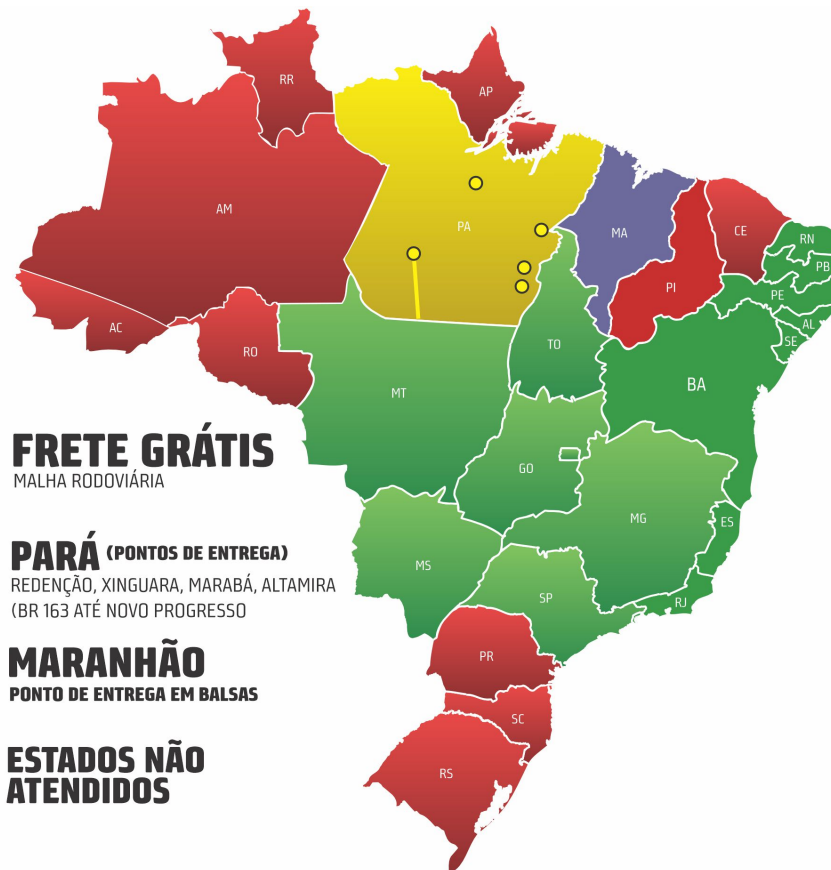 RR
AP
AM
PA
MA
CE
RN
PB
PI
PE
AL
SE
AC
RO
TO
MT
BA
FRETE GRÁTIS
MALHA RODOVIÁRIA
GO
MG
ES
PARÁ (PONTOS DE ENTREGA)
REDENÇÃO, XINGUARA, MARABÁ, ALTAMIRA
(BR 163 ATÉ NOVO PROGRESSO
MS
SP
RJ
MARANHÃO
PONTO DE ENTREGA EM BALSAS
PR
SC
ESTADOS NÃO
ATENDIDOS
RS